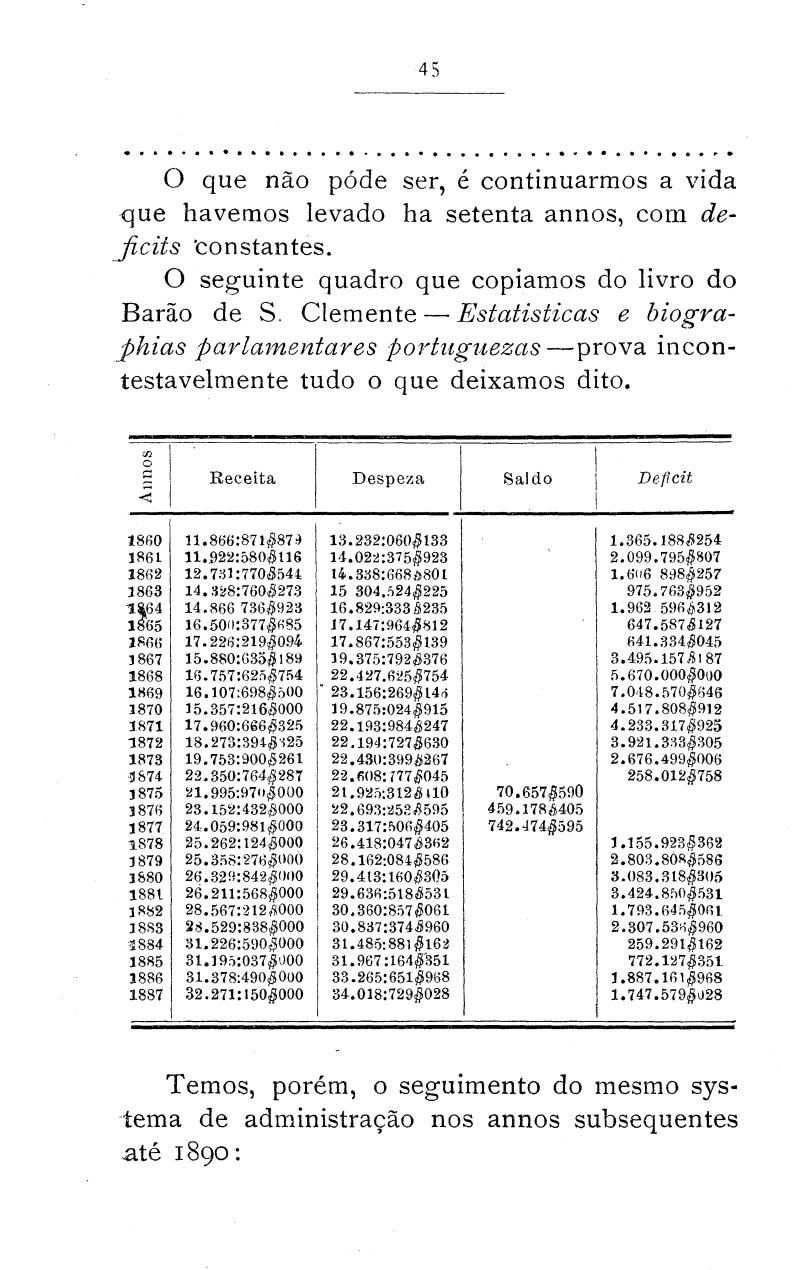 45
O que não póde ser, é continuarmos a vida
que havemos levado ha setenta annos, com de-
ficits constantes.
O seguinte quadro que copiamos do livro do
Barão de S. Clemente — Estatisticas e biogra-
phias parlamentares portuguezas — prova incon-
testavelmente tudo o que deixamos dito.
Annos Receita Despeza Saldo Deficit
1860 11.866:871$879 13.232:060$133 1.365.188$254
1861 11.922:580$116 14.022:375$923 2.099.795$807
1862 12.731:770$544 14.338:668$801 1.606 898$257
1863 14.328:760$273 15 304.524$225 975.763$952
1864 14.866 736$923 16.829:333$235 1.962 596$312
1865 16.500:377$685 17.147:964$812 647.587$127
1866 17.226:219$094 17.867:553$139 641.334$045
1867 15.880:635$189 19.375:792$376 3.495.157$187
1868 16.757:625$754 22.427.625$754 5.670.000$000
1869 16.107:698$500 23.156:269$146 7.048.570$646
1870 15.357:216$000 19.875:024$915 4.517.808$912
1871 17.960:666$325 22.193:984$247 4.233.317$925
1872 18.273:394$325 22.194:727$630 3.921.333$305
1873 19.753:900$261 22.430:399$267 2.676.499$006
1874 22.350:764$287 22.608:777$045 258.012$758
1875 21.995:970$000 21.925:312$410 70.657$590
1876 23.152:432$000 22.693:253$595 459.178$405
1877 24.059:981$000 23.317:506$405 742.474$595
1878 25.262:124$000 26.418:047$362 1.155.923$362
1879 25.358:276$000 28.162:084$586 2.803.808$586
1880 26.329:842$000 29.413:160$305 3.083.318$305
1881 26.211:568$000 29.636:518$531 3.424.850$531
1882 28.567:212$000 30.360:857$061 1.793.645$061
1883 28.529:838$000 30.837:374$960 2.307.536$960
1884 31.226:590$000 31.485:881$162 259.291$162
1885 31.195:037$000 31.967:164$351 772.127$351
1886 31.378:490$000 33.265:651$968 1.887.161$968
1887 32.271:150$000 34.018:729$028 1.747.579$028
Temos, porém, o seguimento do mesmo sys-
tema de administração nos annos subsequentes
até 1890: